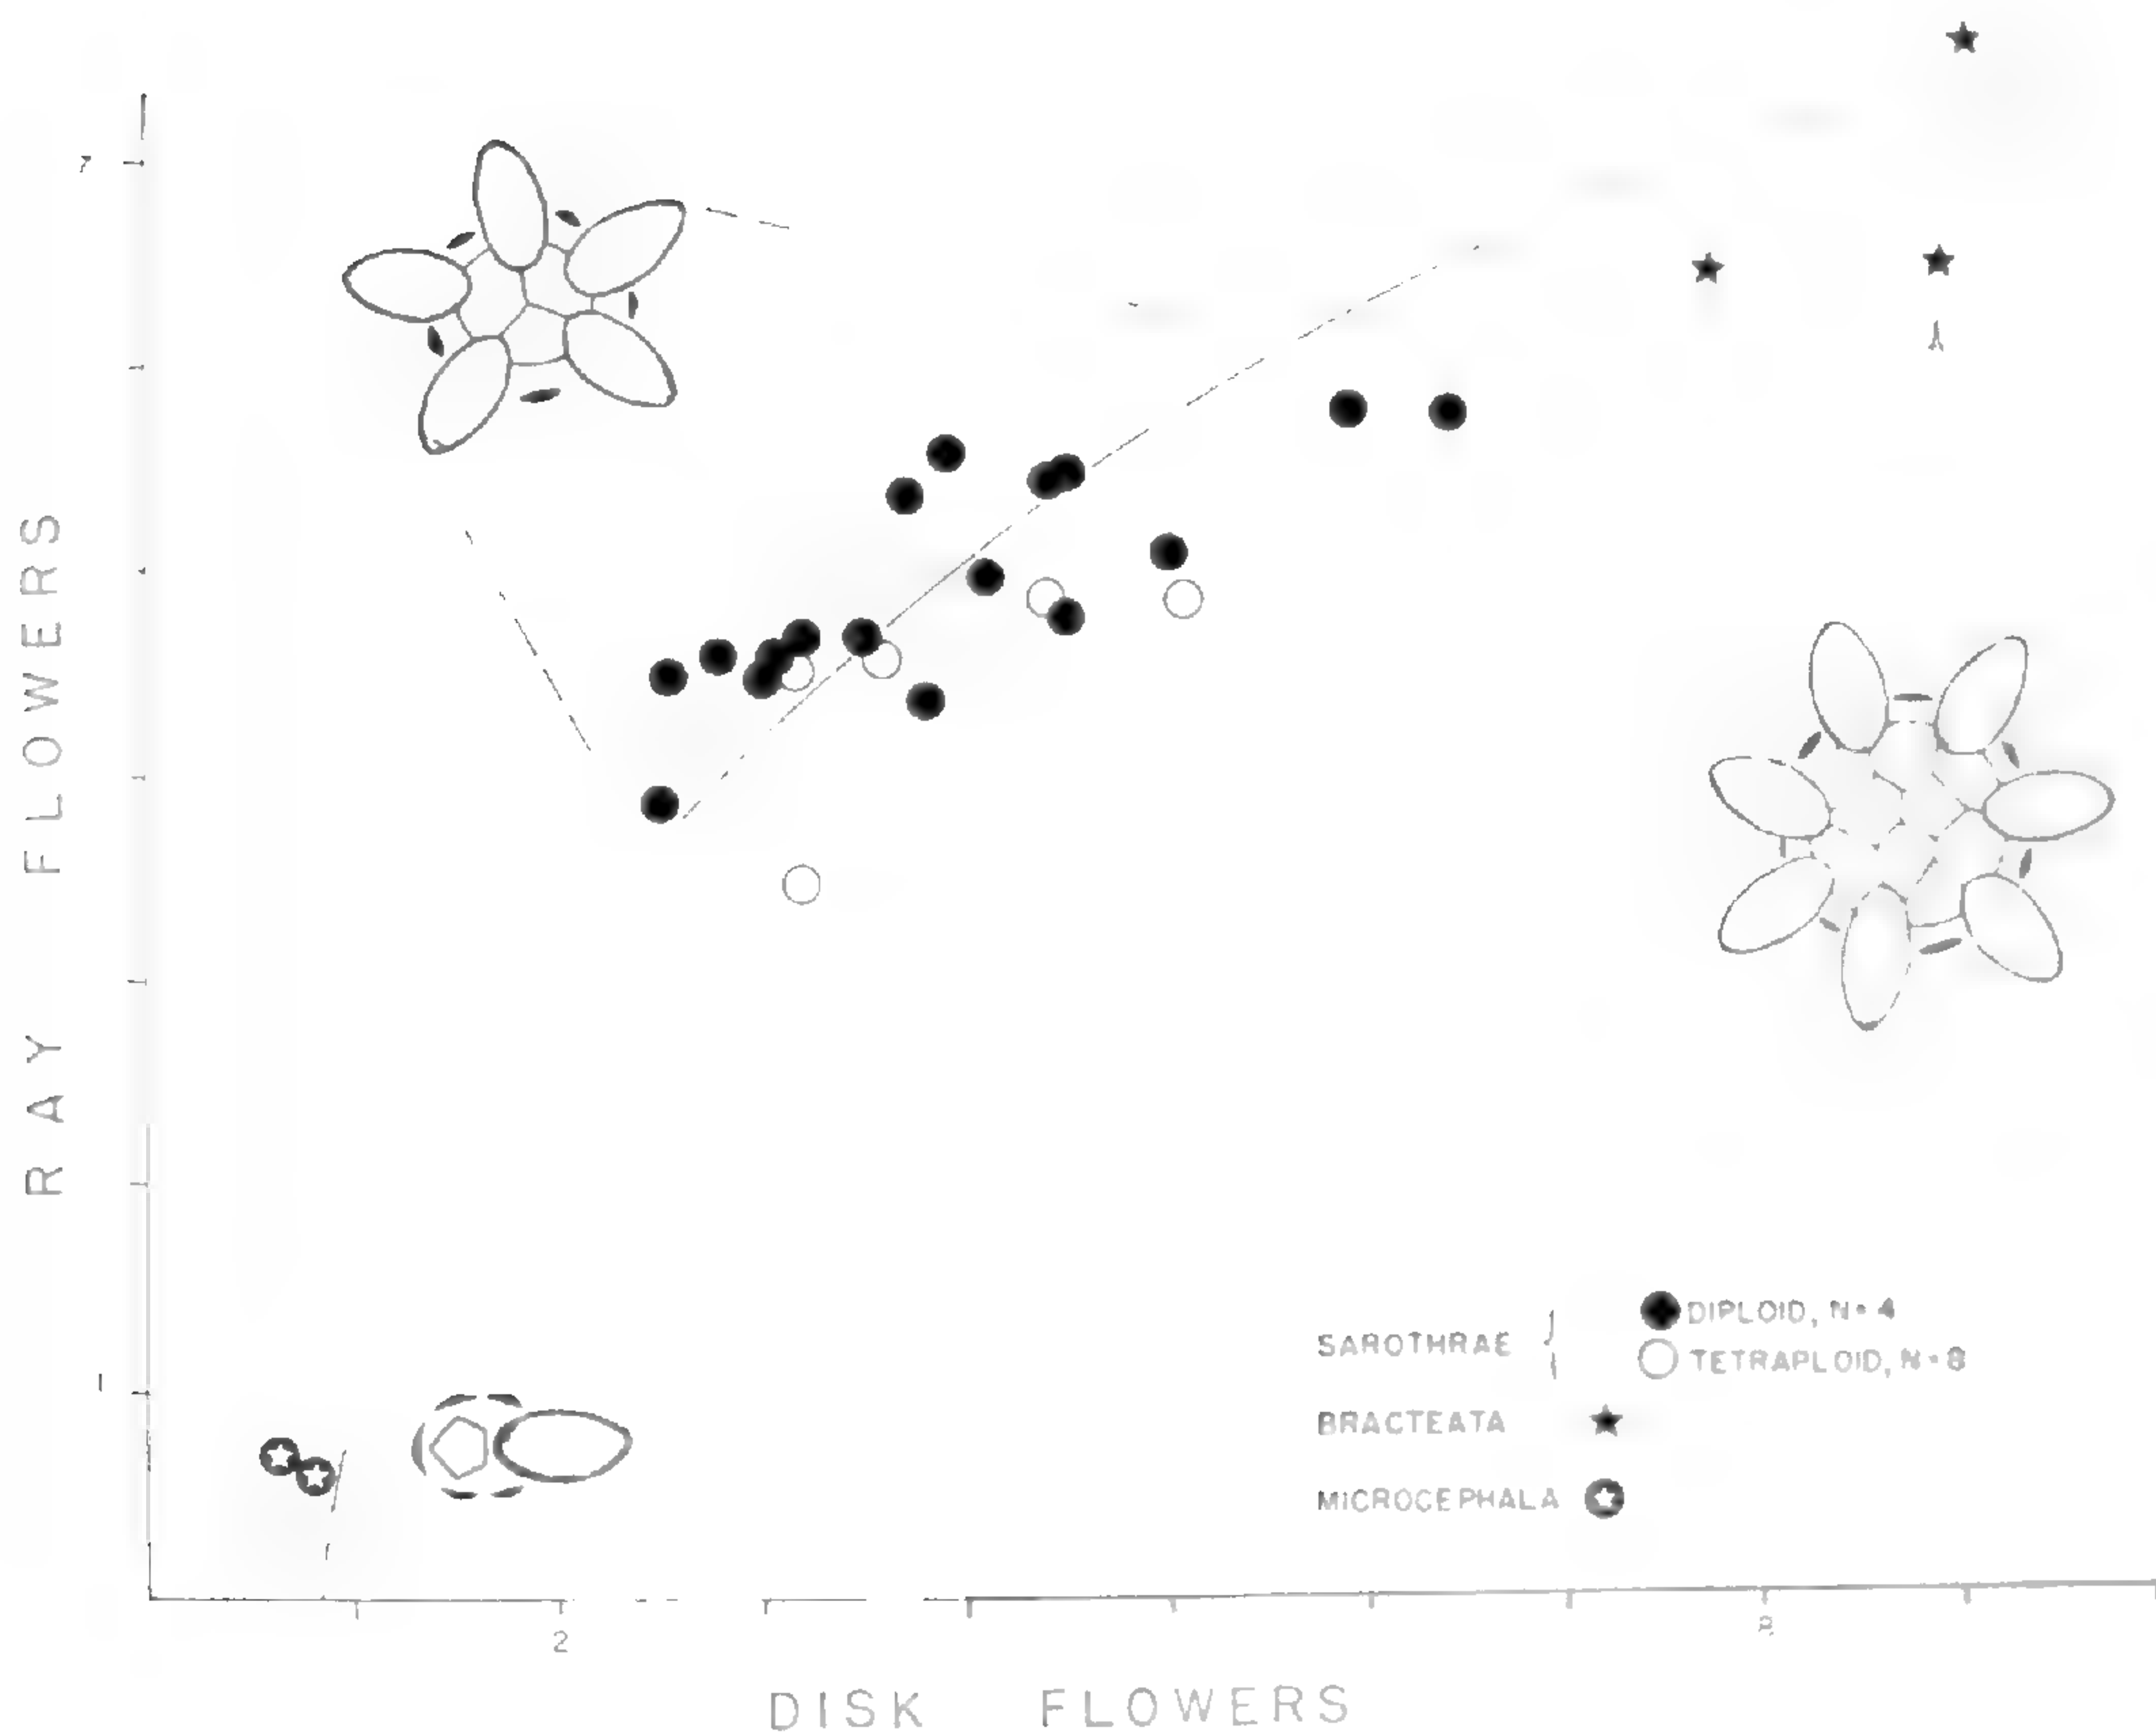 7
RAY FLOWERS
1
SAROTHRAE
DIPLOID, N=4
TETRAPLOID, N=8
BRACTEATA
MICROCEPHALA
2
8
DISK FLOWERS